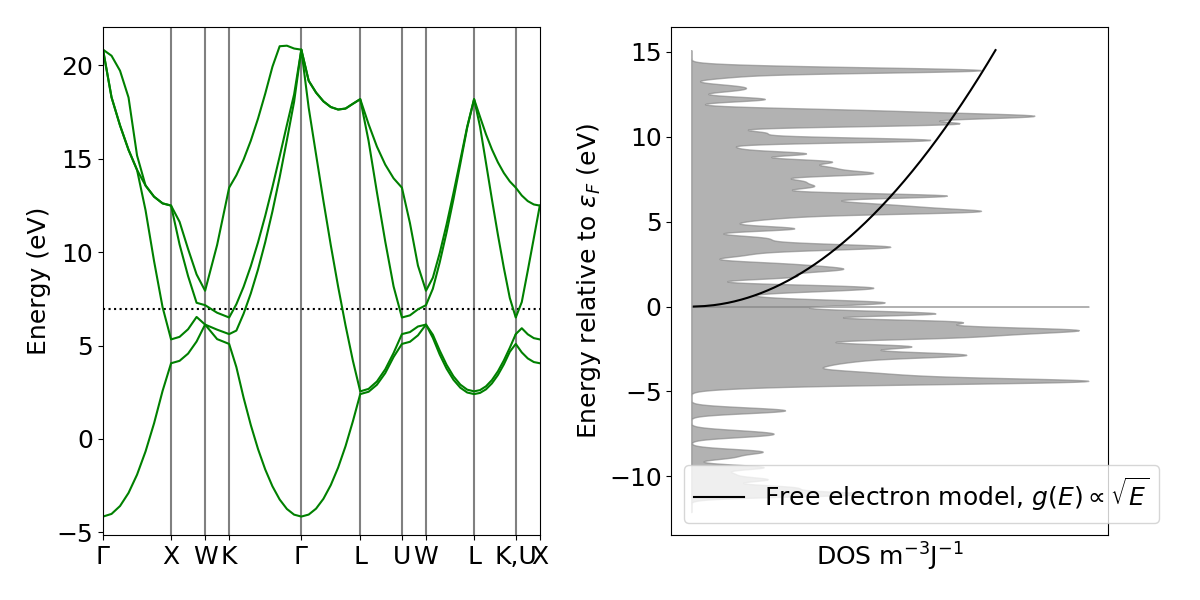 Energy (eV)
20
15
10
5
0
−5
Γ
X
W
K
Γ
L
U
W
L
K,U
X
Energy relative to εF (eV)
15
10
5
0
−5
−10
Free electron model, g(E) ∝ √E
DOS m⁻³J⁻¹